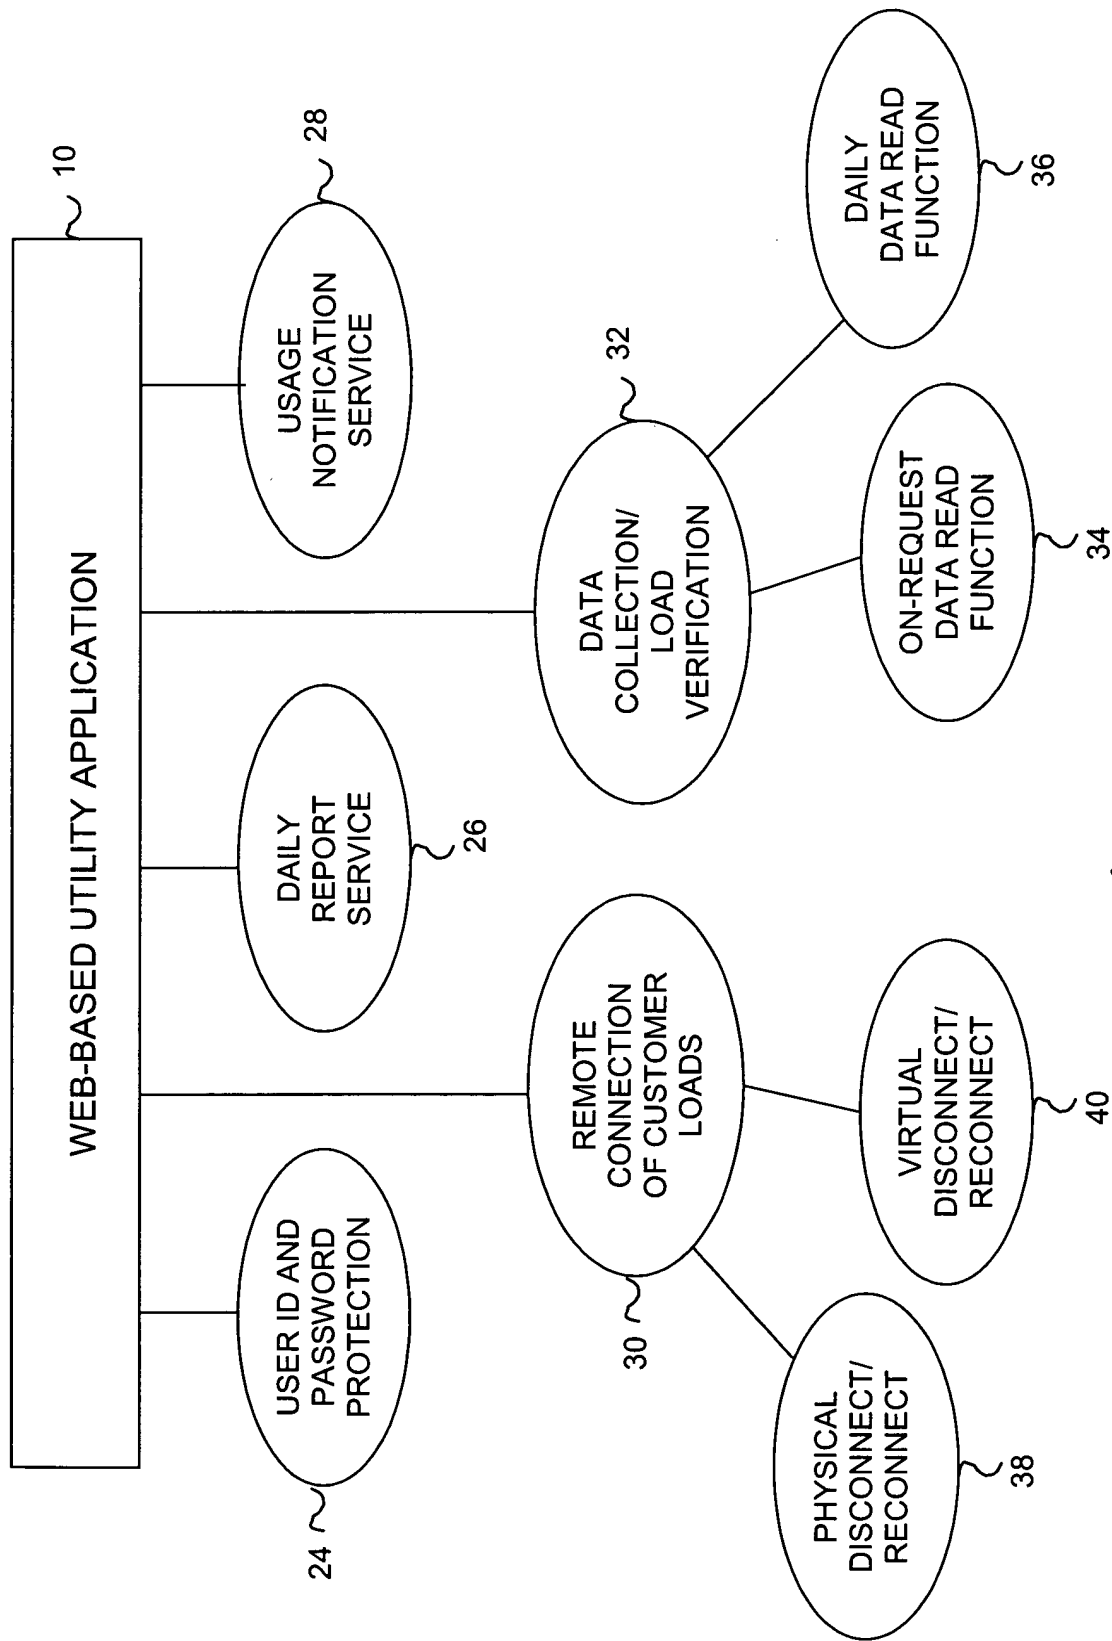 WEB-BASED UTILITY APPLICATION
10
USER ID AND
PASSWORD
PROTECTION
24
DAILY
REPORT
SERVICE
26
USAGE
NOTIFICATION
SERVICE
28
REMOTE
CONNECTION
OF CUSTOMER
LOADS
30
DATA
COLLECTION/
LOAD
VERIFICATION
32
PHYSICAL
DISCONNECT/
RECONNECT
38
VIRTUAL
DISCONNECT/
RECONNECT
40
ON-REQUEST
DATA READ
FUNCTION
34
DAILY
DATA READ
FUNCTION
36